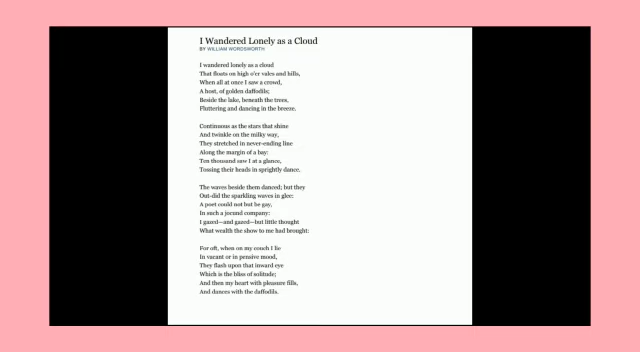 I Wandered Lonely as a Cloud
BY WILLIAM WORDSWORTH
I wandered lonely as a cloud
That floats on high o'er vales and hills,
When all at once I saw a crowd,
A host, of golden daffodils;
Beside the lake, beneath the trees,
Fluttering and dancing in the breeze.
Continuous as the stars that shine
And twinkle on the milky way,
They stretched in never-ending line
Along the margin of a bay:
Ten thousand saw I at a glance,
Tossing their heads in sprightly dance.
The waves beside them danced; but they
Out-did the sparkling waves in glee:
A poet could not but be gay,
In such a jocund company:
I gazed—and gazed—but little thought
What wealth the show to me had brought:
For oft, when on my couch I lie
In vacant or in pensive mood,
They flash upon that inward eye
Which is the bliss of solitude;
And then my heart with pleasure fills,
And dances with the daffodils.